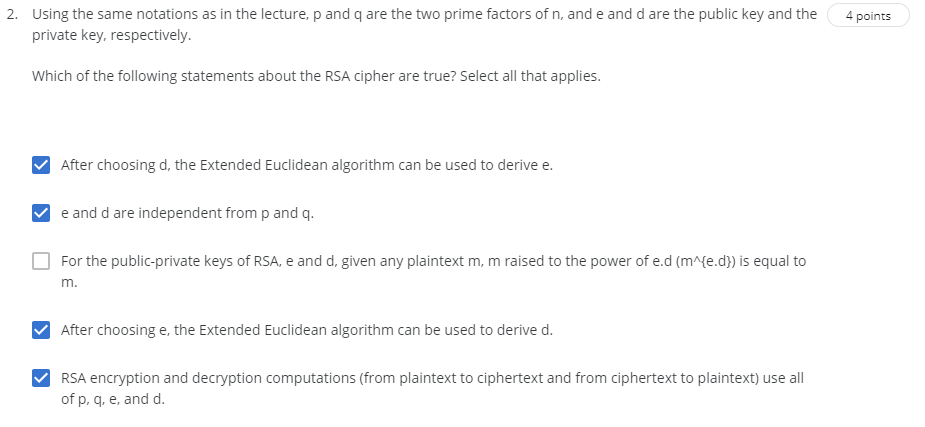 2. Using the same notations as in the lecture, p and q are the two prime factors of n, and e and d are the public key and the
4 points
private key, respectively.
Which of the following statements about the RSA cipher are true? Select all that applies.
After choosing d, the Extended Euclidean algorithm can be used to derive e.
e and d are independent from p and q.
For the public-private keys of RSA, e and d, given any plaintext m, m raised to the power of e.d (m^{e.d}) is equal to
m.
After choosing e, the Extended Euclidean algorithm can be used to derive d.
RSA encryption and decryption computations (from plaintext to ciphertext and from ciphertext to plaintext) use all
of p, q, e, and d.